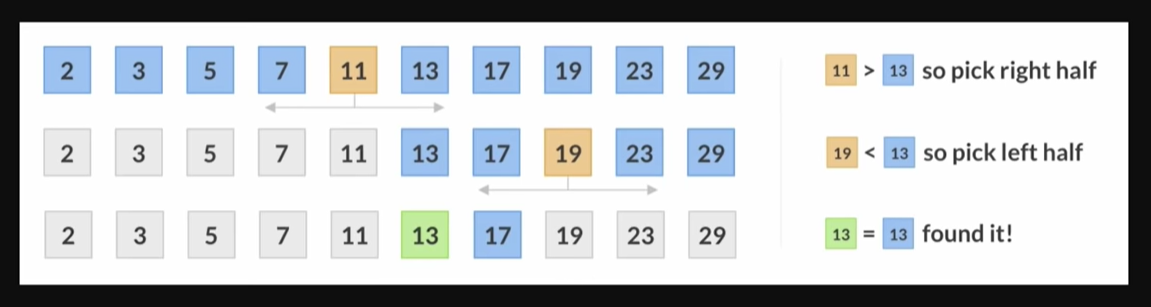 2 3 5 7 11 13 17 19 23 29
11 > 13 so pick right half
2 3 5 7 11 13 17 19 23 29
19 < 13 so pick left half
2 3 5 7 11 13 17 19 23 29
13 = 13 found it!